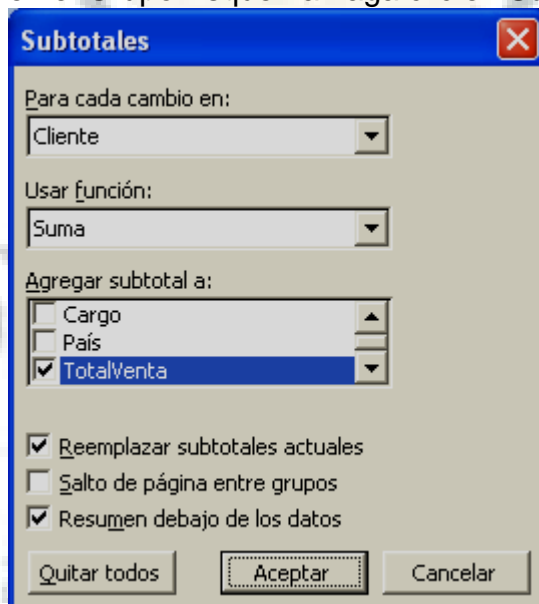 Subtotales
Para cada cambio en:
Cliente
Usar función:
Suma
Agregar subtotal a:
Cargo
País
TotalVenta
Reemplazar subtotales actuales
Salto de página entre grupos
Resumen debajo de los datos
Quitar todos Aceptar Cancelar